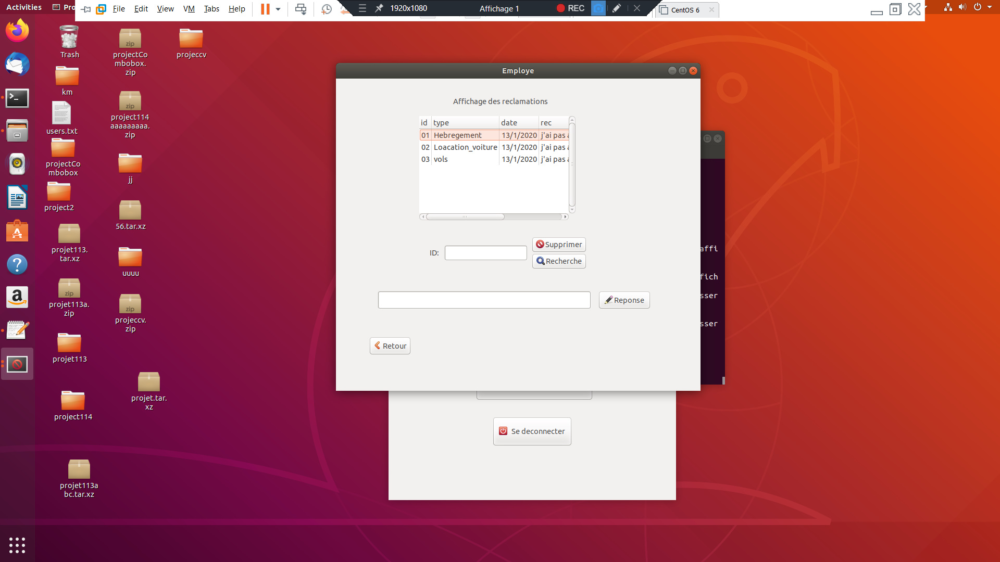 Activities
Pro
File Edit View VM Tabs Help
1920x1080
Affichage 1
REC
CentOS 6
Trash
km
users.txt
projectCo
mbobox
project2
projet113.
tar.xz
projet113a.
zip
projet113
project114
projet113a
bc.tar.xz
projectCo
mbobox.
zip
project114
aaaaaaaaa.
zip
jj
56.tar.xz
uuuu
projeccv.
zip
projet.tar.
xz
projeccv
Employe
Affichage des reclamations
id type date rec
01 Hebregement 13/1/2020 j'ai pas
02 Loacation_voiture 13/1/2020 j'ai pas
03 vols 13/1/2020 j'ai pas
ID:
Supprimer
Recherche
Reponse
Retour
affi
fich
sser
sser
Se deconnecter